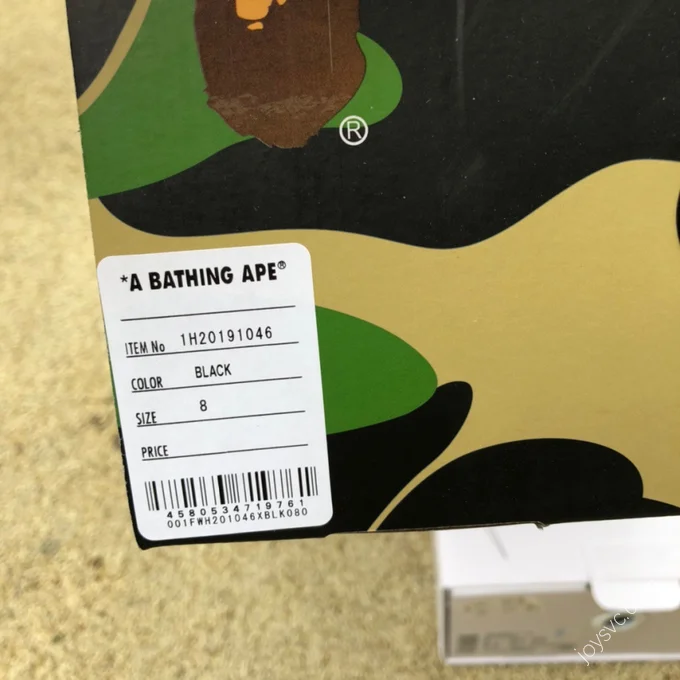 ®
*A BATHING APE®
ITEM No 1H20191046
COLOR BLACK
SIZE 8
PRICE
4580534719761
001FWH201046XBLK080